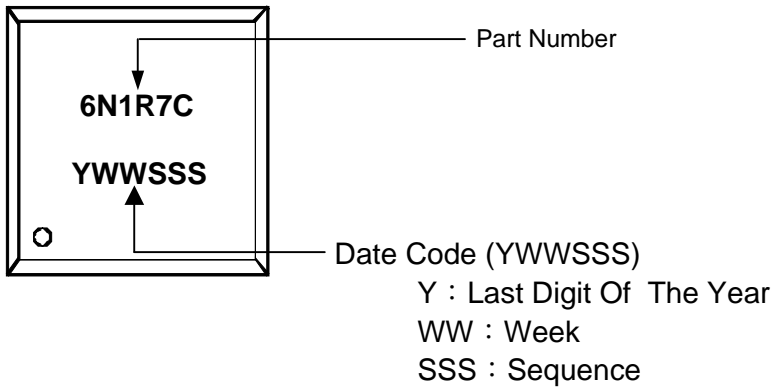 Part Number
6N1R7C
YWWSSS
Date Code (YWWSSS)
Y：Last Digit Of The Year
WW：Week
SSS：Sequence